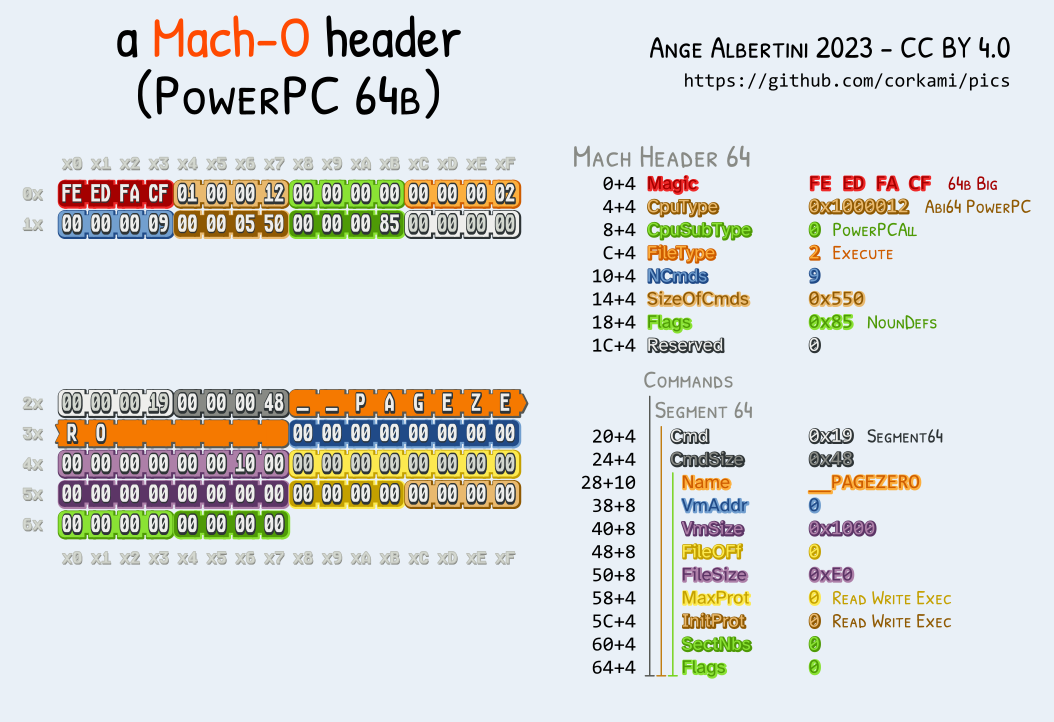 a Mach-O header
(PowerPC 64b)
Ange Albertini 2023 - CC BY 4.0
https://github.com/corkami/pics
x0 x1 x2 x3 x4 x5 x6 x7 x8 x9 xA xB xC xD xE xF
0x FE ED FA CF 01 00 00 12 00 00 00 00 00 00 00 02
1x 00 00 00 09 00 00 05 50 00 00 00 85 00 00 00 00
2x 00 00 00 19 00 00 00 48 _ _ P A G E Z E
3x R O 00 00 00 00 00 00 00 00
4x 00 00 00 00 00 00 10 00 00 00 00 00 00 00 00 00
5x 00 00 00 00 00 00 00 00 00 00 00 00 00 00 00 00
6x 00 00 00 00 00 00 00 00
x0 x1 x2 x3 x4 x5 x6 x7 x8 x9 xA xB xC xD xE xF
Mach Header 64
0+4 Magic FE ED FA CF 64b Big
4+4 CpuType 0x1000012 Abi64 PowerPC
8+4 CpuSubType 0 PowerPCAll
C+4 FileType 2 Execute
10+4 NCmds 9
14+4 SizeOfCmds 0x550
18+4 Flags 0x85 NounDefs
1C+4 Reserved 0
Commands
Segment 64
20+4 Cmd 0x19 Segment64
24+4 CmdSize 0x48
28+10 Name __PAGEZERO
38+8 VmAddr 0
40+8 VmSize 0x1000
48+8 FileOFf 0
50+8 FileSize 0xE0
58+4 MaxProt 0 Read Write Exec
5C+4 InitProt 0 Read Write Exec
60+4 SectNbs 0
64+4 Flags 0